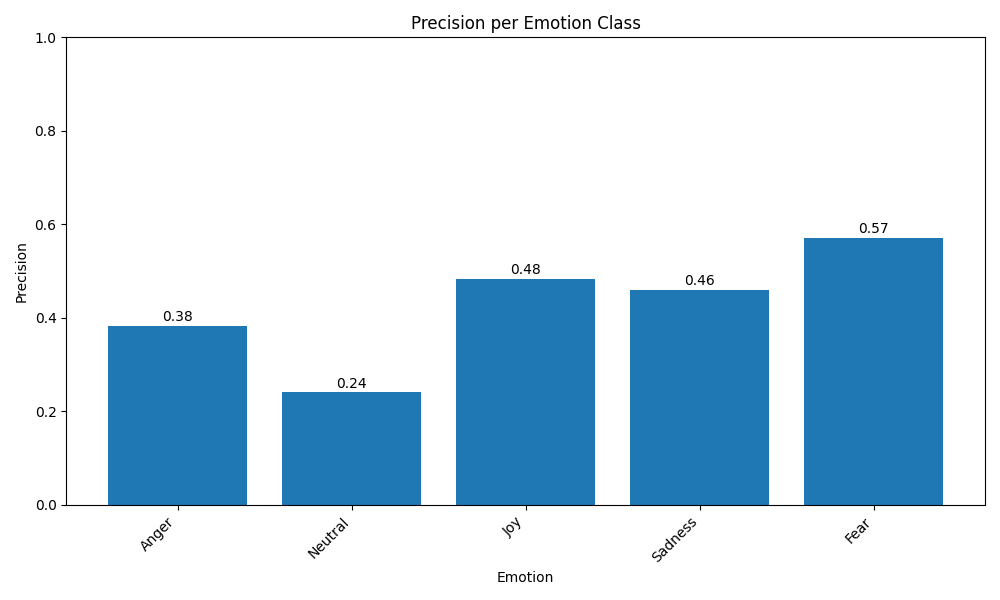 Precision per Emotion Class
1.0
0.8
0.6
0.4
0.2
0.0
Precision
0.38
0.24
0.48
0.46
0.57
Anger
Neutral
Joy
Sadness
Fear
Emotion